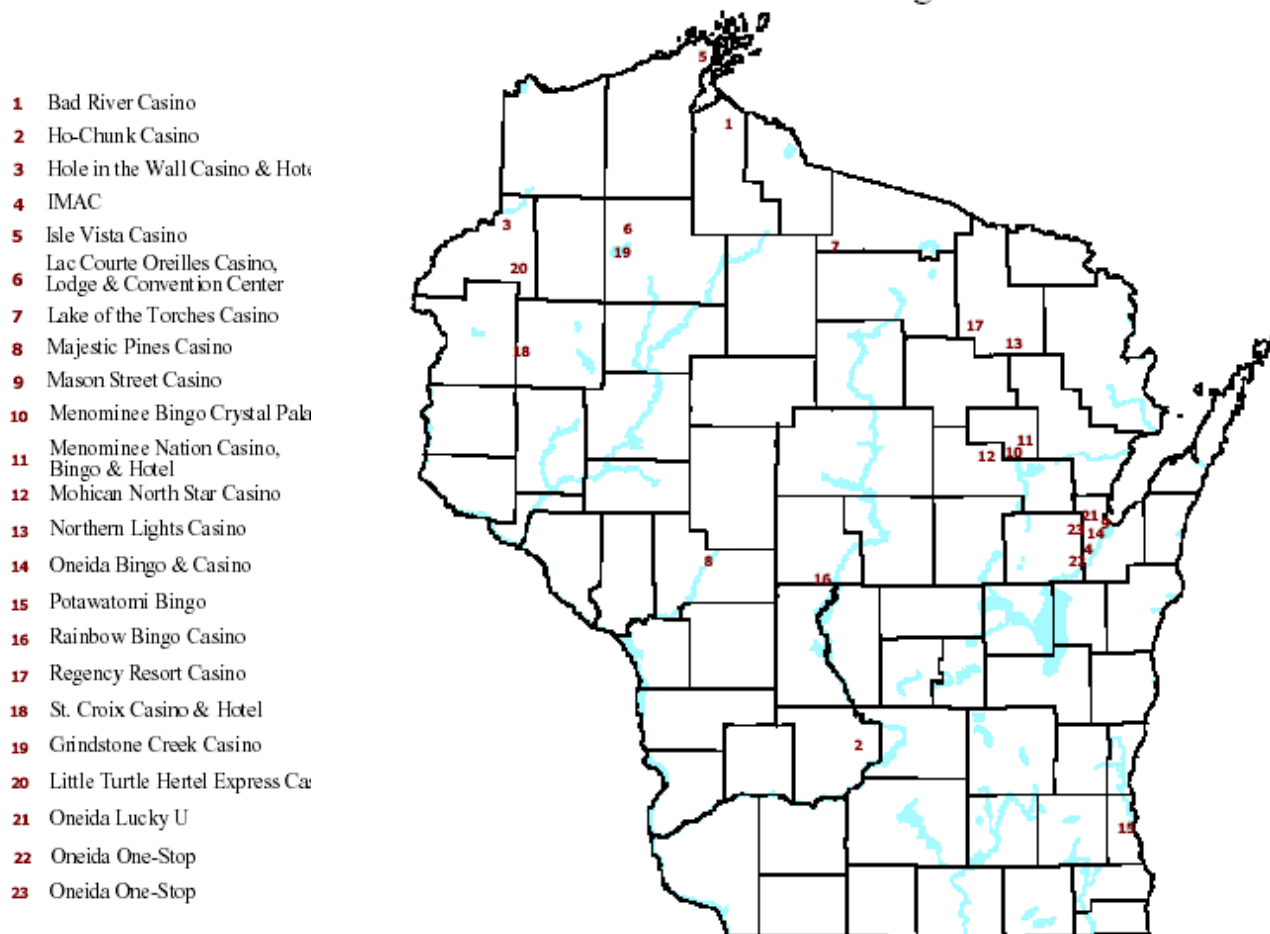 1 Bad River Casino
2 Ho-Chunk Casino
3 Hole in the Wall Casino & Hote
4 IMAC
5 Isle Vista Casino
6 Lac Courte Oreilles Casino,
Lodge & Convention Center
7 Lake of the Torches Casino
8 Majestic Pines Casino
9 Mason Street Casino
10 Menominee Bingo Crystal Pala
11 Menominee Nation Casino,
Bingo & Hotel
12 Mohican North Star Casino
13 Northern Lights Casino
14 Oneida Bingo & Casino
15 Potawatomi Bingo
16 Rainbow Bingo Casino
17 Regency Resort Casino
18 St. Croix Casino & Hotel
19 Grindstone Creek Casino
20 Little Turtle Hertel Express Cas
21 Oneida Lucky U
22 Oneida One-Stop
23 Oneida One-Stop
5
1
3
6
19
7
20
17
13
18
11
12
10
21
9
23
14
4
8
22
16
2
15